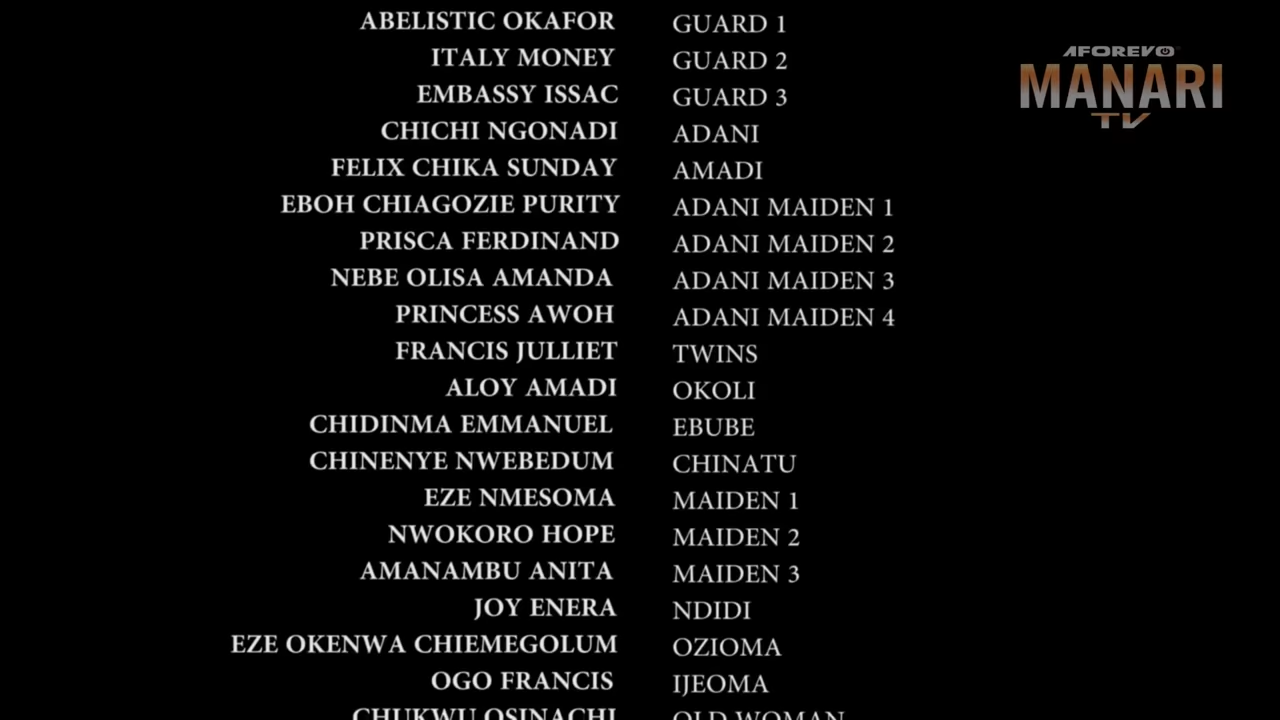 ABELISTIC OKAFOR GUARD 1
AFOREVO
ITALY MONEY GUARD 2
MANARI
EMBASSY ISSAC GUARD 3
TV
CHICHI NGONADI ADANI
FELIX CHIKA SUNDAY AMADI
EBOH CHIAGOZIE PURITY ADANI MAIDEN 1
PRISCA FERDINAND ADANI MAIDEN 2
NEBE OLISA AMANDA ADANI MAIDEN 3
PRINCESS AWOH ADANI MAIDEN 4
FRANCIS JULLIET TWINS
ALOY AMADI OKOLI
CHIDINMA EMMANUEL EBUBE
CHINENYE NWEBEDUM CHINATU
EZE NMESOMA MAIDEN 1
NWOKORO HOPE MAIDEN 2
AMANAMBU ANITA MAIDEN 3
JOY ENERA NDIDI
EZE OKENWA CHIEMEGOLUM OZIOMA
OGO FRANCIS IJEOMA
CHUKWU OSINACHI OLD WOMAN